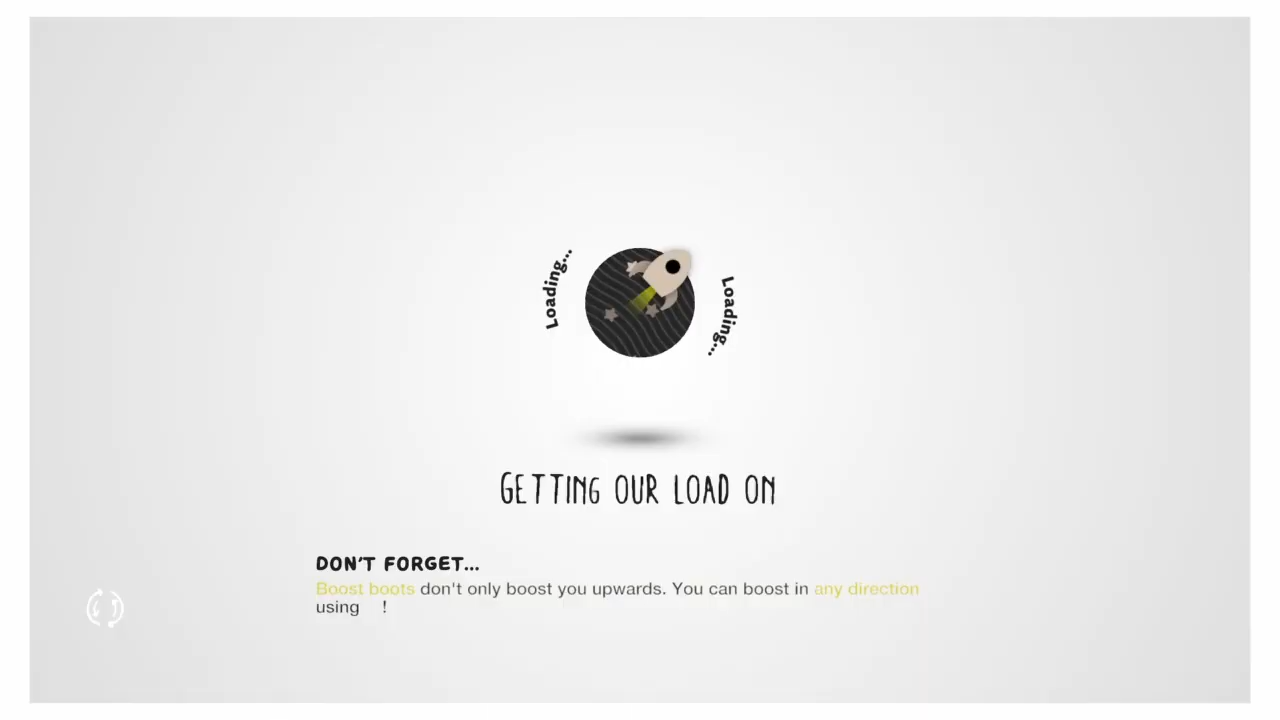 Loading...
Loading...
GETTING OUR LOAD ON
DON'T FORGET...
Boost boots don't only boost you upwards. You can boost in any direction
using !